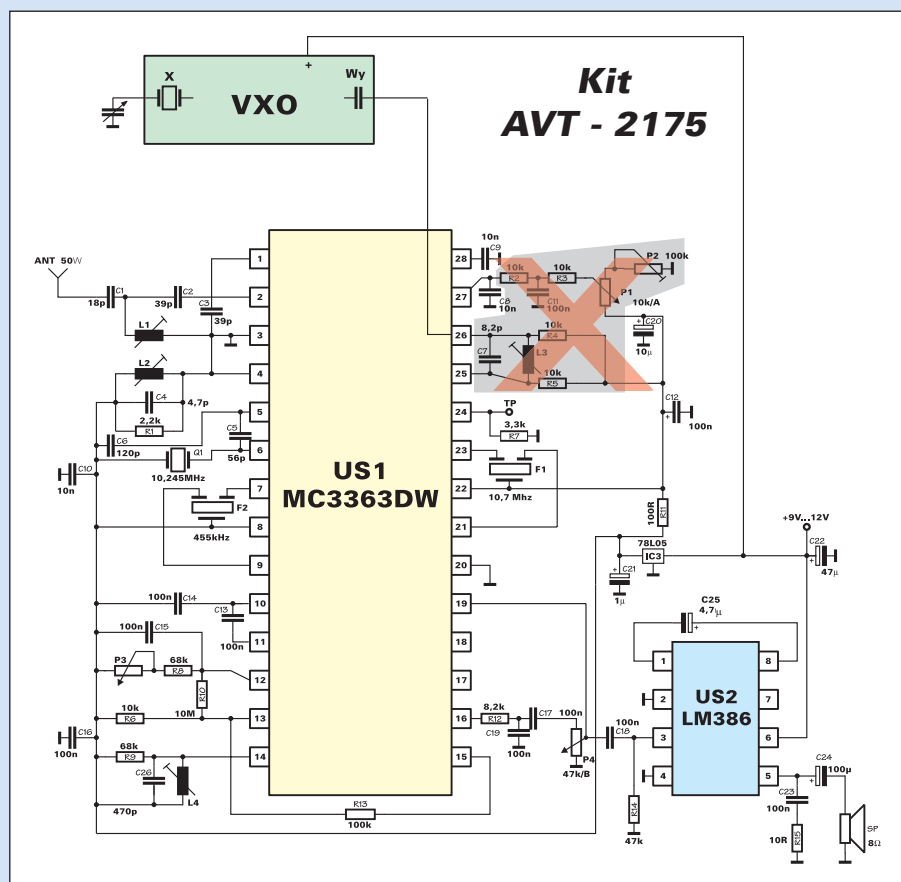 Kit
AVT - 2175
X
+
Wy
VXO
ANT 50W
C1
18p
C2
39p
C3
39p
L1
L2
C4
4,7p
2,2k
R1
C6
120p
C5
56p
Q1
10,245MHz
C10
10n
F2
455kHz
100n
C14
C13
100n
100n
C15
P3
68k
R8
R10
10M
10k
R6
C16
100n
68k
R9
C26
470p
L4
R13
100k
US1
MC3363DW
1
2
3
4
5
6
7
8
9
10
11
12
13
14
28
27
26
25
24
23
22
21
20
19
18
17
16
15
10n
C9
10k
R2
10k
R3
C8
10n
C11
100n
P2
100k
P1
10k/A
+
C20
10μ
8,2p
C7
L3
10k
R4
10k
R5
TP
3,3k
R7
F1
10,7 Mhz
C12
+
100n
100R
R11
78L05
IC3
+
C21
1μ
+9V...12V
C22
+
47μ
C25
4,7μ
+
US2
LM386
1
2
3
4
8
7
6
5
8,2k
R12
C19
100n
C17
100n
P4
47k/B
100n
C18
R14
47k
C24
+
100μ
C23
100n
10R
R15
SP
8Ω